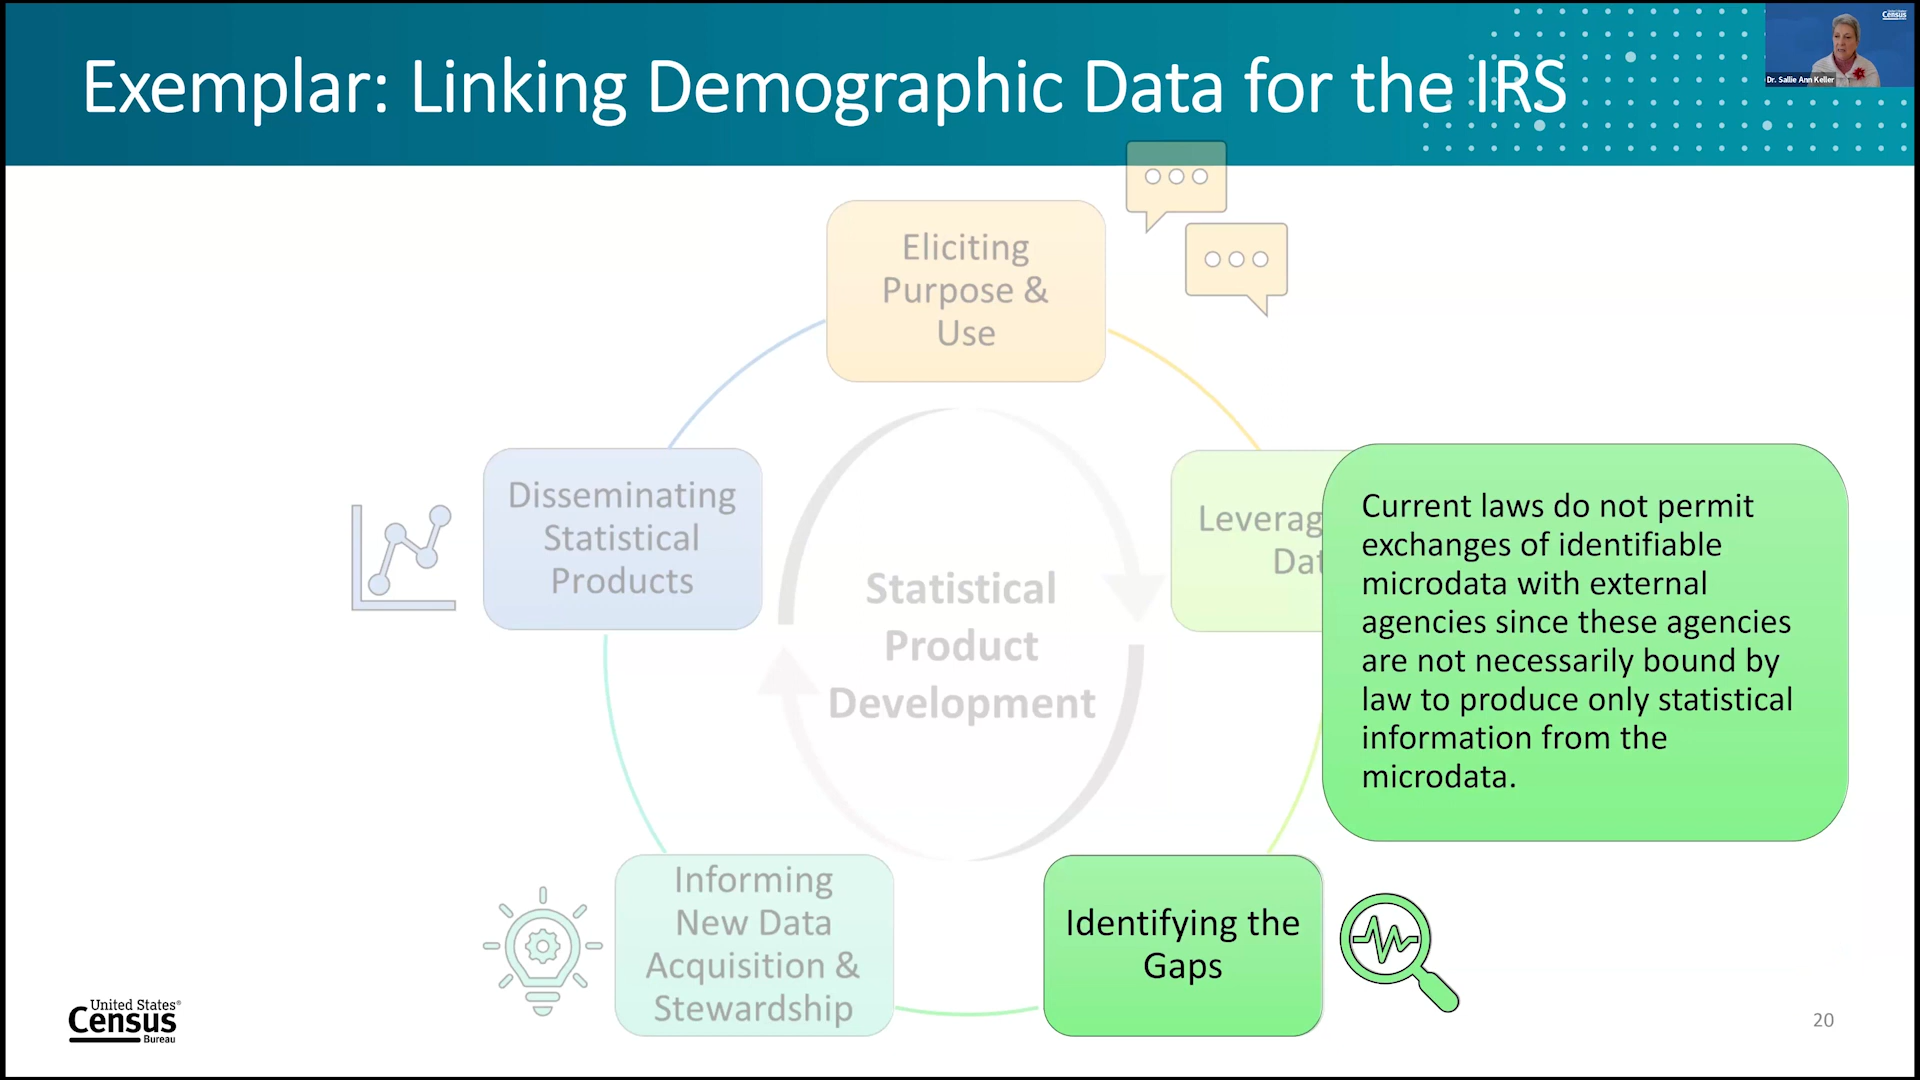 Exemplar: Linking Demographic Data for the IRS
Census
Dr. Sallie Ann Keller
Eliciting
Purpose &
Use
Disseminating
Statistical
Products
Statistical
Product
Development
Leverag
Dat
Current laws do not permit
exchanges of identifiable
microdata with external
agencies since these agencies
are not necessarily bound by
law to produce only statistical
information from the
microdata.
Informing
New Data
Acquisition &
Stewardship
Identifying the
Gaps
United States®
Census
Bureau
20